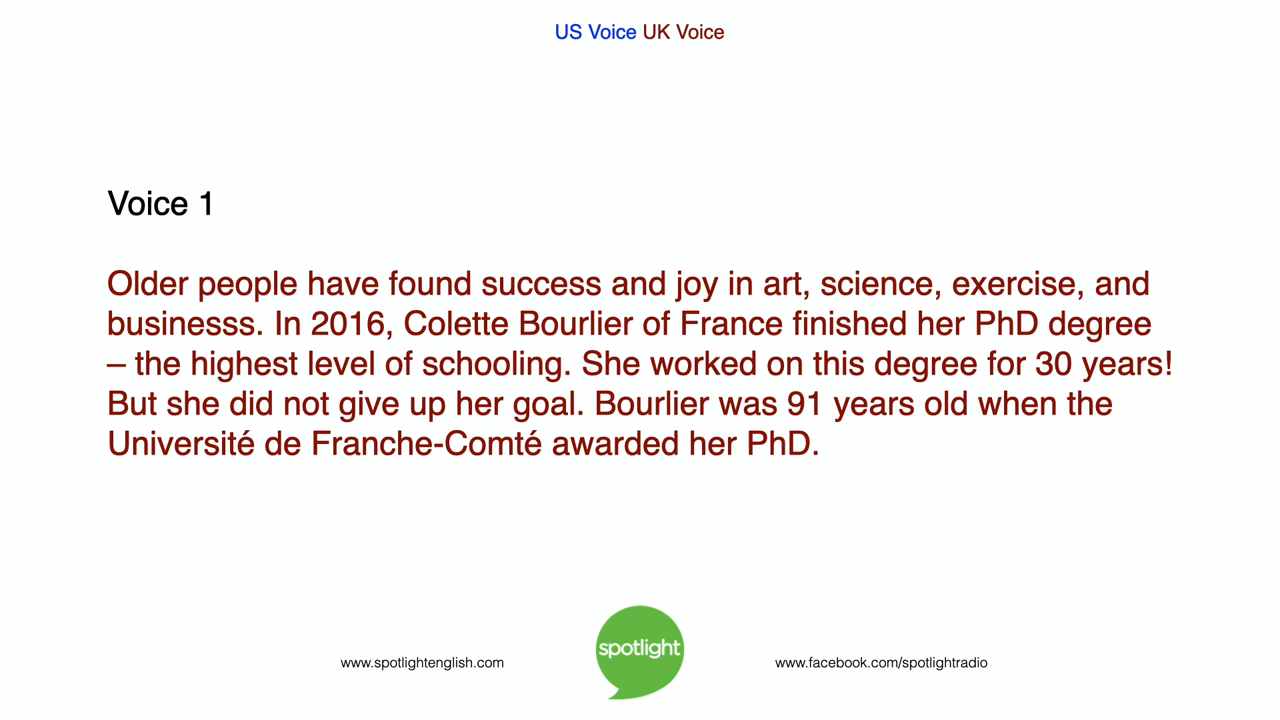 US Voice UK Voice
Voice 1
Older people have found success and joy in art, science, exercise, and
businesss. In 2016, Colette Bourlier of France finished her PhD degree
– the highest level of schooling. She worked on this degree for 30 years!
But she did not give up her goal. Bourlier was 91 years old when the
Université de Franche-Comté awarded her PhD.
www.spotlightenglish.com
spotlight
www.facebook.com/spotlightradio